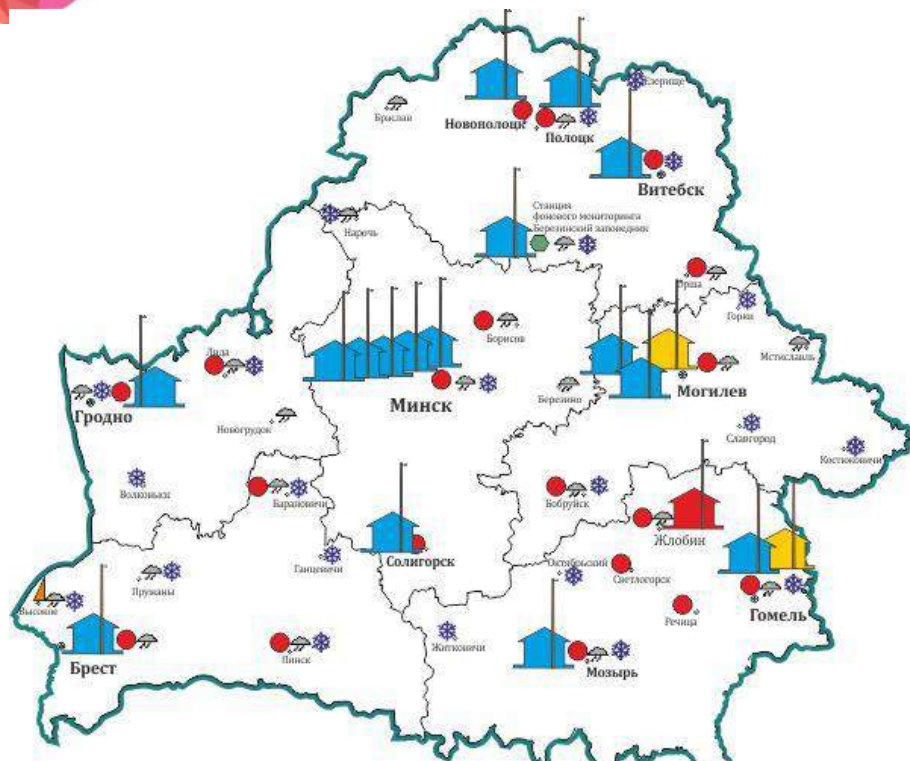 Езерище
Браслав
Новополоцк
Полоцк
Витебск
Станция
фонового мониторинга
Березинский заповедник
Нарочь
Орша
Горки
Борисов
Мстиславль
Лида
Минск
Березино
Могилев
Гродно
Новогрудок
Славгород
Костюковичи
Волковыск
Барановичи
Бобруйск
Жлобин
Солигорск
Октябрьский
Светлогорск
Ганцевичи
Пружаны
Высокое
Гомель
Речица
Житковичи
Брест
Пинск
Мозырь